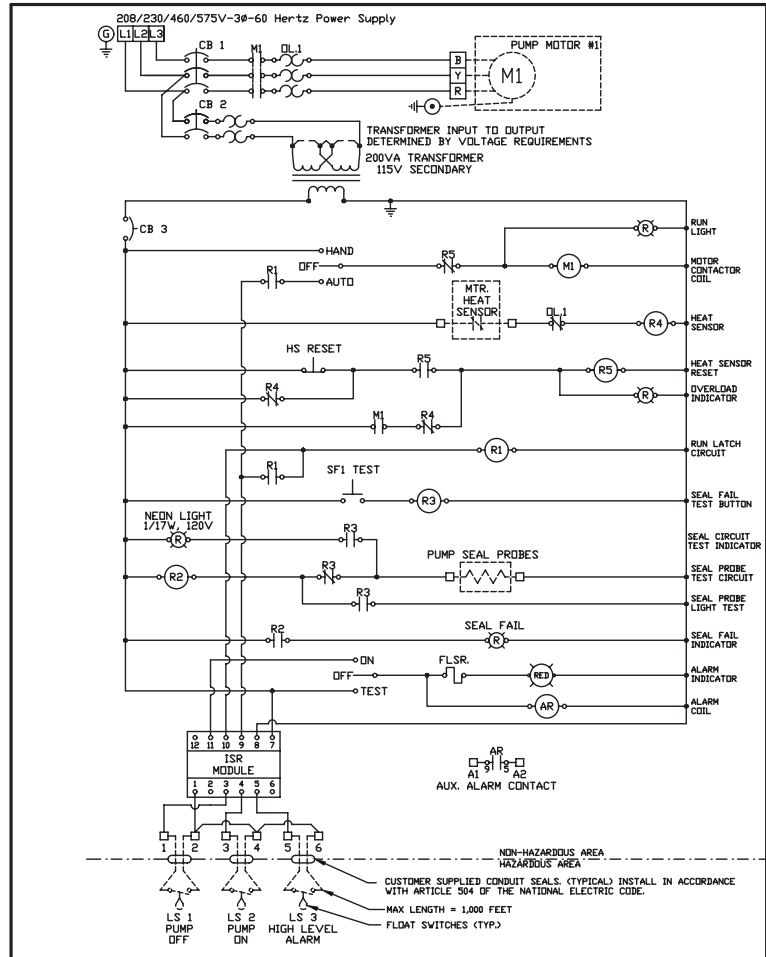 208/230/460/575V-3ø-60 Hertz Power Supply
G L1 L2 L3
CB 1
M1
OL1
B
Y
R
PUMP MOTOR #1
M1
CB 2
TRANSFORMER INPUT TO OUTPUT
DETERMINED BY VOLTAGE REQUIREMENTS
200VA TRANSFORMER
115V SECONDARY
CB 3
HAND
OFF
AUTO
R1
R5
R
RUN
LIGHT
M1
MOTOR
CONTACTOR
COIL
MTR.
HEAT
SENSOR
OL1
R4
HEAT
SENSOR
HS RESET
R5
R5
HEAT SENSOR
RESET
R4
R
OVERLOAD
INDICATOR
M1
R4
R1
RUN LATCH
CIRCUIT
R1
SF1 TEST
R3
SEAL FAIL
TEST BUTTON
NEON LIGHT
1/17W, 120V
R
R3
SEAL CIRCUIT
TEST INDICATOR
R2
R3
PUMP SEAL PROBES
SEAL PROBE
TEST CIRCUIT
R3
SEAL PROBE
LIGHT TEST
R2
SEAL FAIL
R
SEAL FAIL
INDICATOR
ON
OFF
TEST
FLSR.
RED
ALARM
INDICATOR
AR
ALARM
COIL
12 11 10 9 8 7
ISR
MODULE
1 2 3 4 5 6
AR
A1 9 5 A2
AUX. ALARM CONTACT
1 2 3 4 5 6
NON-HAZARDOUS AREA
HAZARDOUS AREA
CUSTOMER SUPPLIED CONDUIT SEALS. (TYPICAL) INSTALL IN ACCORDANCE
WITH ARTICLE 504 OF THE NATIONAL ELECTRIC CODE.
MAX LENGTH = 1,000 FEET
FLOAT SWITCHES (TYP.)
LS 1
PUMP
OFF
LS 2
PUMP
ON
LS 3
HIGH LEVEL
ALARM